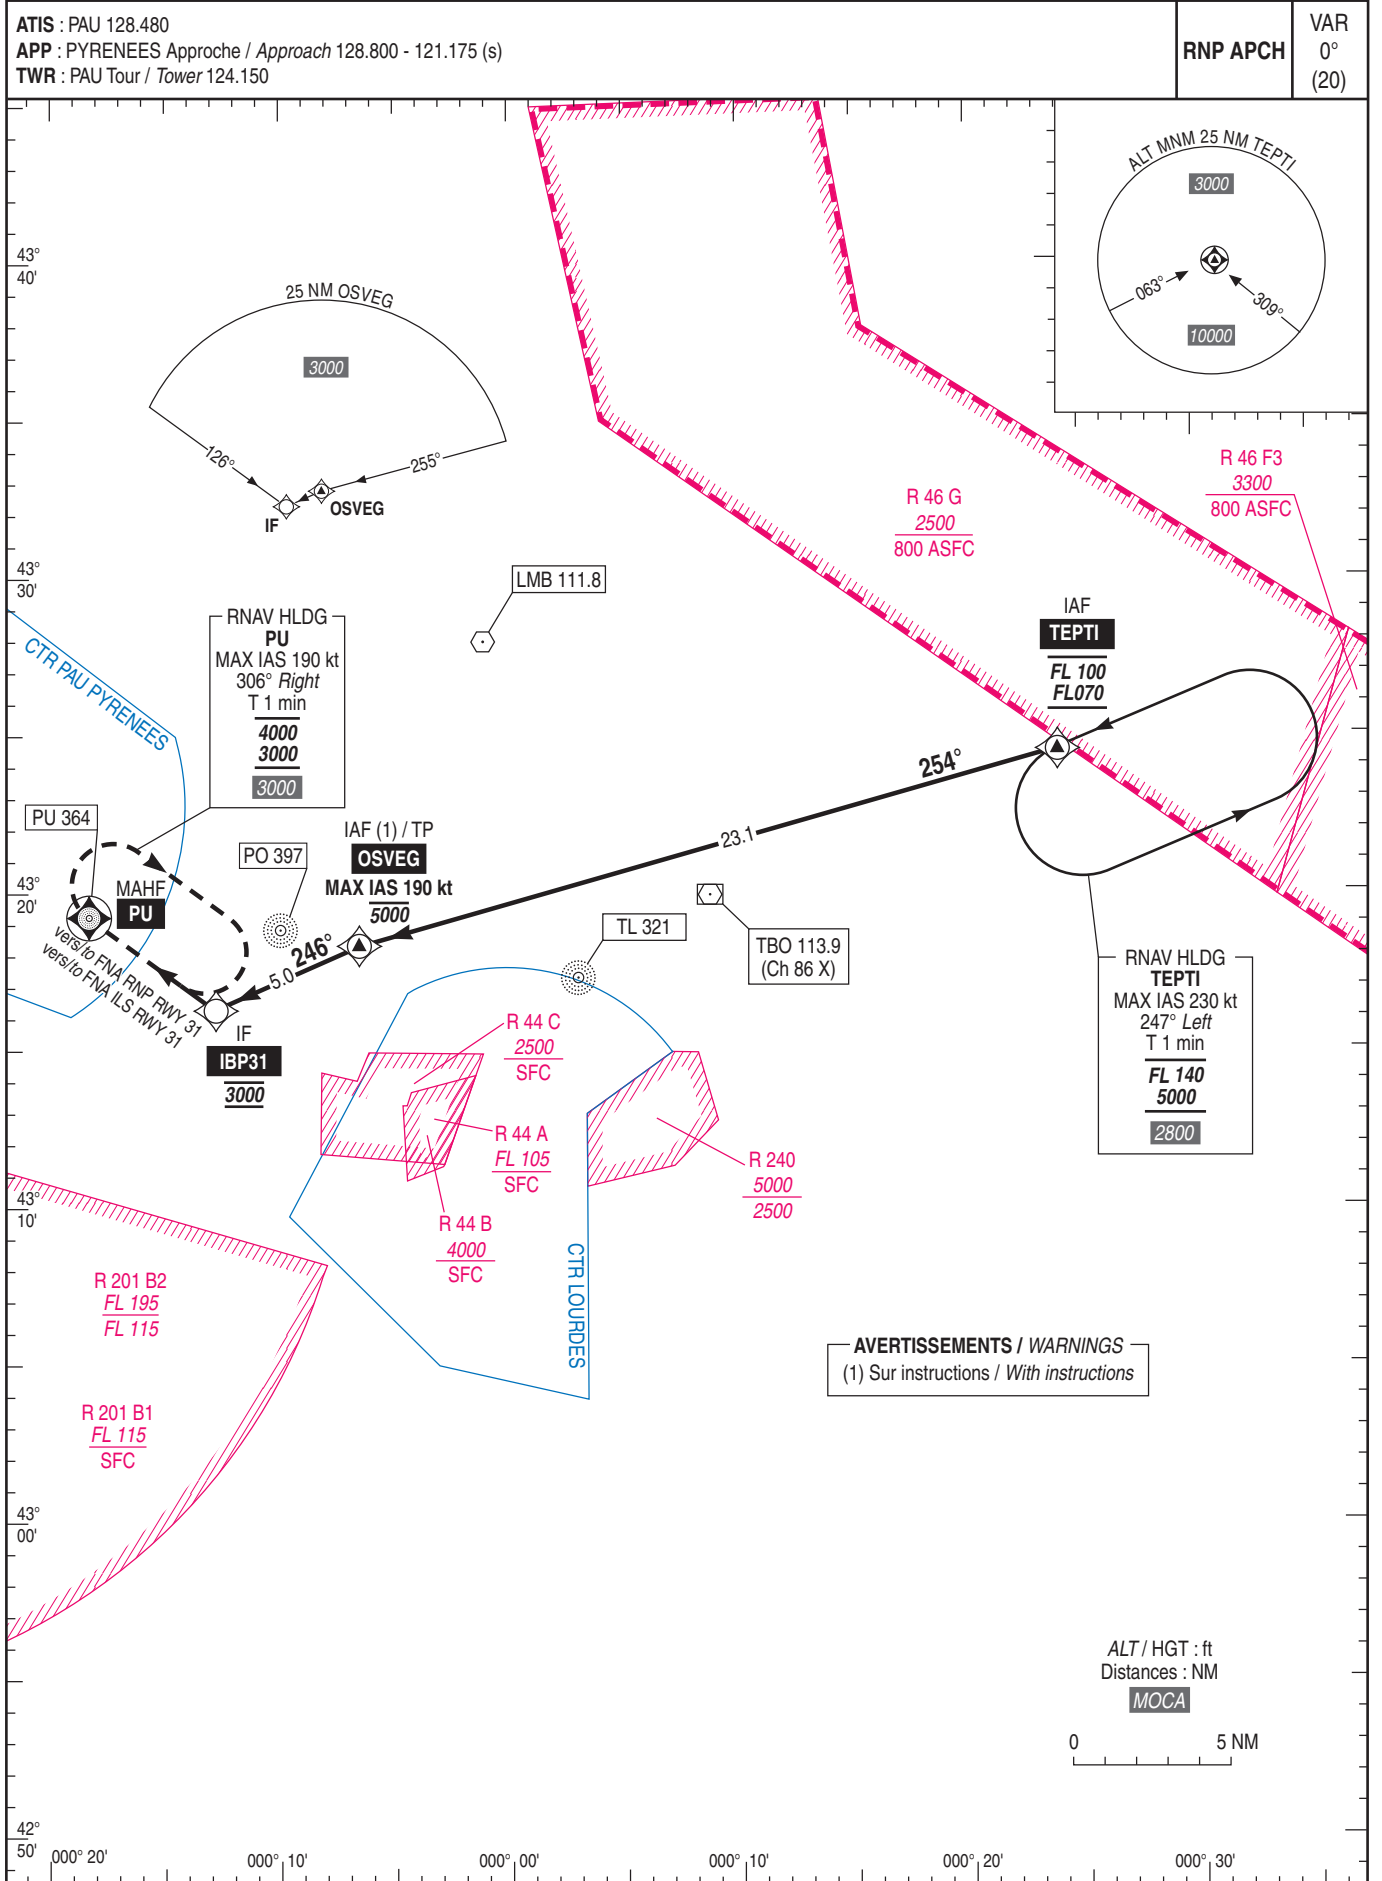 ATIS : PAU 128.480
APP : PYRENEES Approche / Approach 128.800 - 121.175 (s)
TWR : PAU Tour / Tower 124.150
RNP APCH
VAR
0°
(20)
ALT MNM 25 NM TEPTI
3000
063°
309°
10000
43°
40'
25 NM OSVEG
3000
126°
255°
OSVEG
IF
R 46 F3
3300
800 ASFC
R 46 G
2500
800 ASFC
43°
30'
LMB 111.8
CTR PAU PYRENEES
RNAV HLDG
PU
MAX IAS 190 kt
306° Right
T 1 min
4000
3000
3000
IAF
TEPTI
FL 100
FL070
254°
23.1
PU 364
PO 397
IAF (1) / TP
OSVEG
MAX IAS 190 kt
5000
43°
20'
MAHF
PU
246°
5.0
vers/to FNA RNP RWY 31
vers/to FNA ILS RWY 31
IF
IBP31
3000
TL 321
TBO 113.9
(Ch 86 X)
RNAV HLDG
TEPTI
MAX IAS 230 kt
247° Left
T 1 min
FL 140
5000
2800
R 44 C
2500
SFC
R 44 A
FL 105
SFC
R 44 B
4000
SFC
R 240
5000
2500
43°
10'
CTR LOURDES
R 201 B2
FL 195
FL 115
R 201 B1
FL 115
SFC
AVERTISSEMENTS / WARNINGS
(1) Sur instructions / With instructions
43°
00'
ALT / HGT : ft
Distances : NM
MOCA
0 5 NM
42°
50'
000° 20' 000° 10' 000° 00' 000° 10' 000° 20' 000° 30'